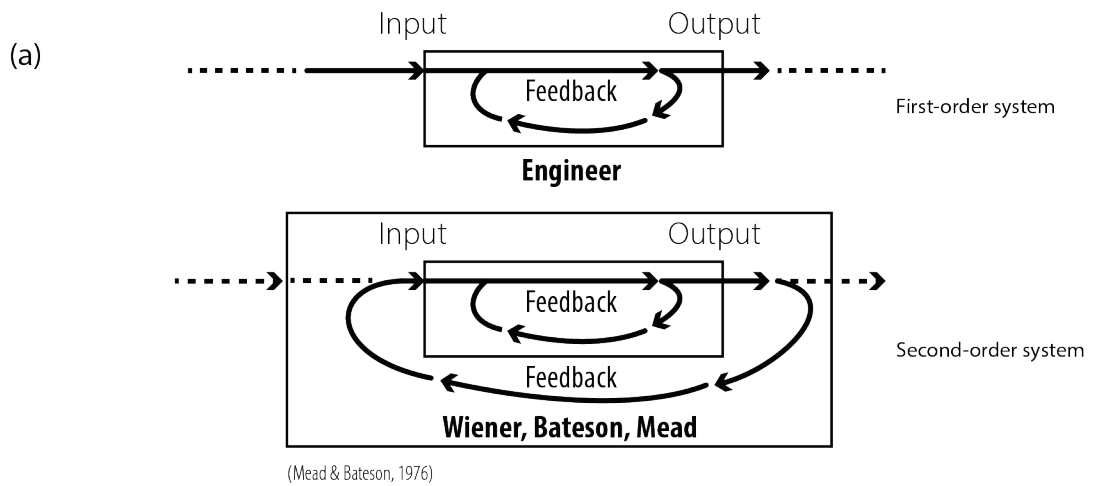 (a)
Input
Output
Feedback
First-order system
Engineer
Input
Output
Feedback
Second-order system
Feedback
Wiener, Bateson, Mead
(Mead & Bateson, 1976)